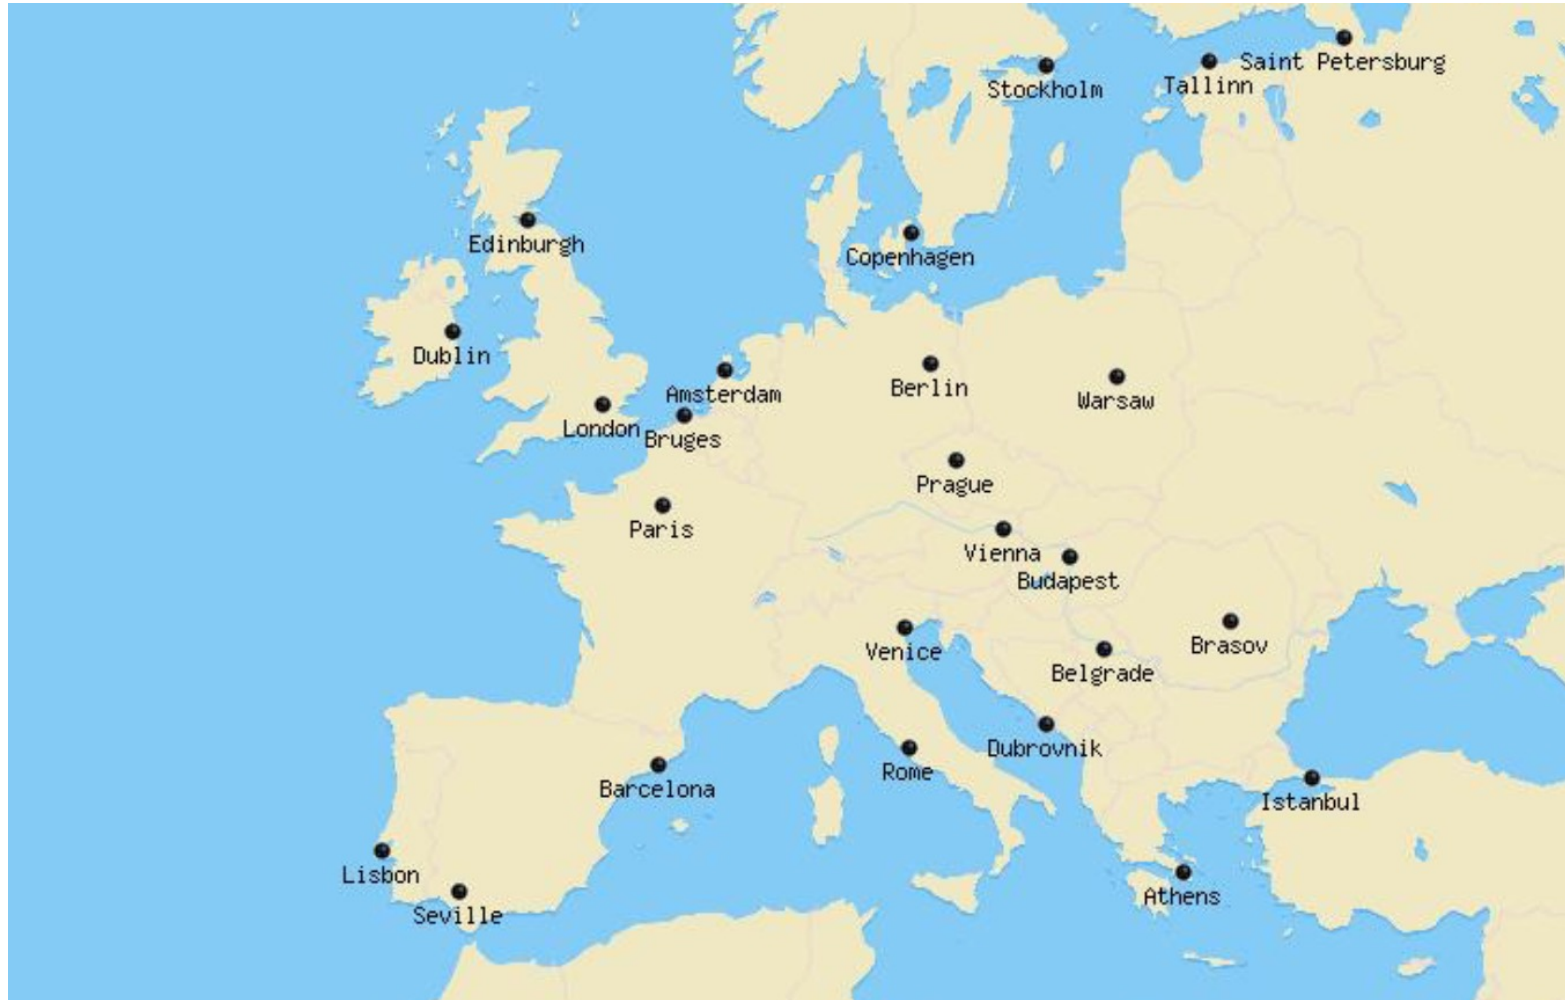 Saint Petersburg
Stockholm
Tallinn
Edinburgh
Copenhagen
Dublin
Amsterdam
Berlin
Warsaw
London
Bruges
Prague
Paris
Vienna
Budapest
Venice
Brasov
Belgrade
Dubrovnik
Rome
Barcelona
Istanbul
Lisbon
Athens
Seville